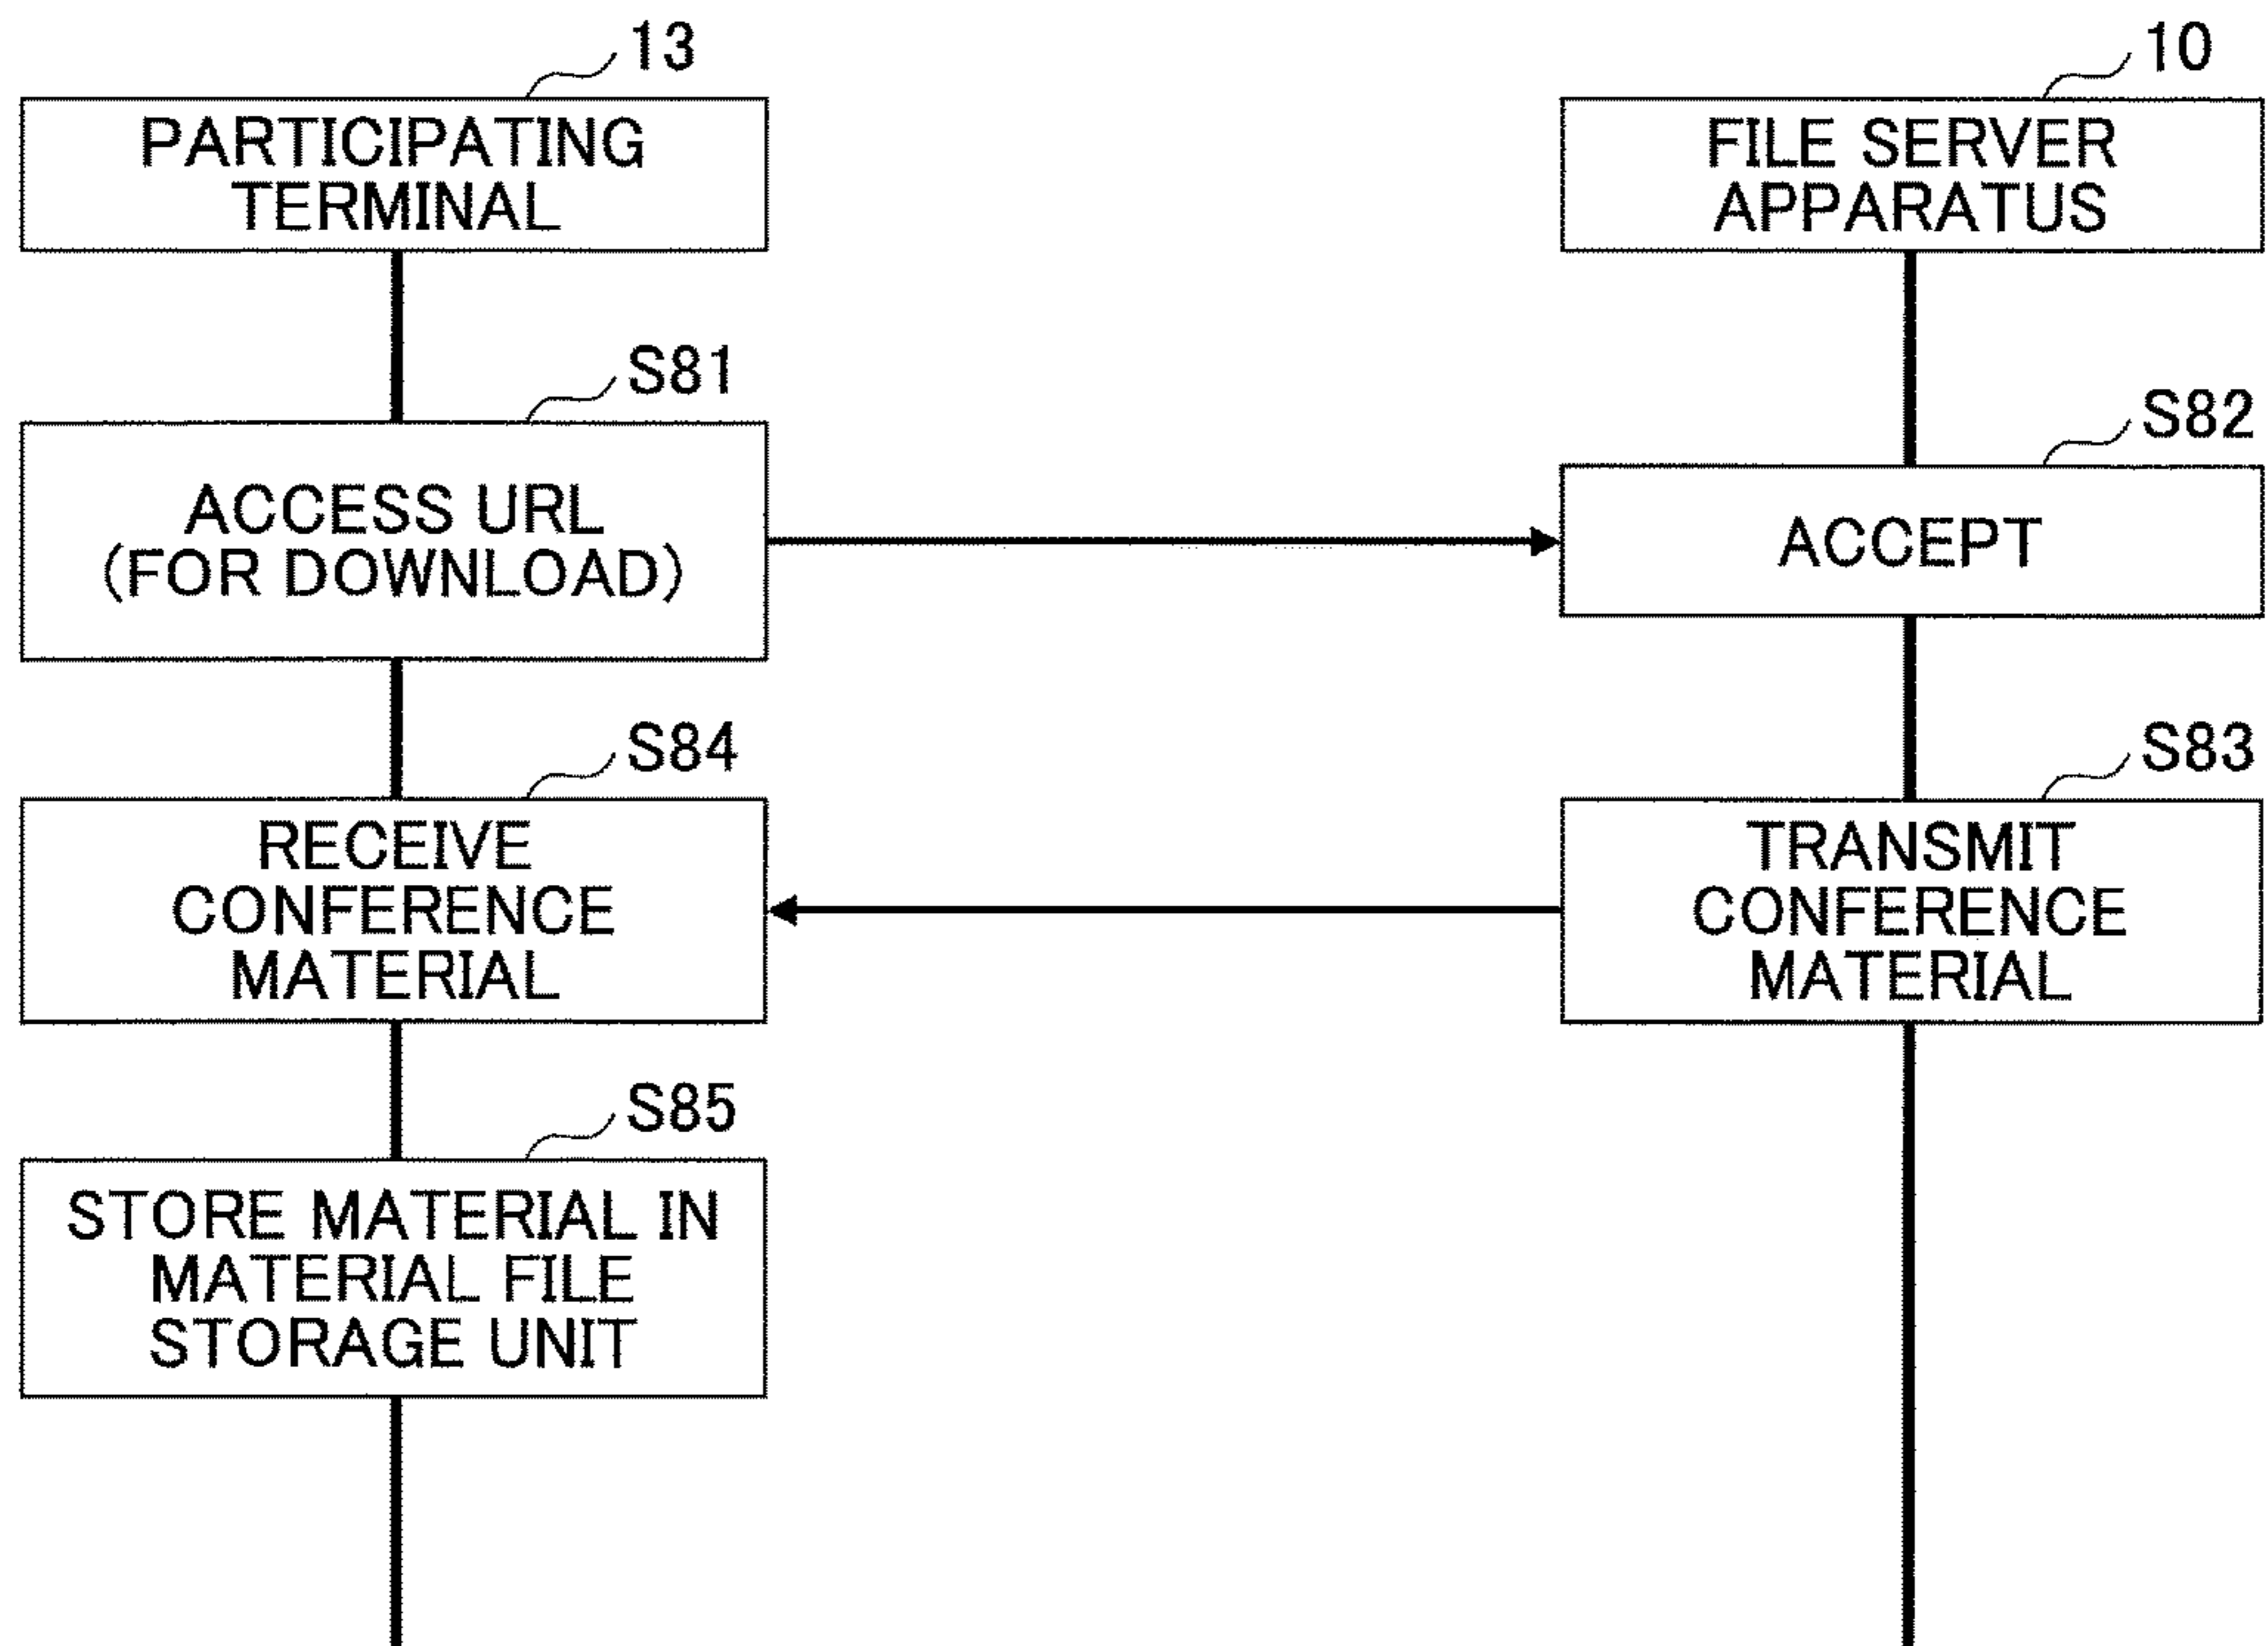 13
PARTICIPATING
TERMINAL
10
FILE SERVER
APPARATUS
S81
ACCESS URL
(FOR DOWNLOAD)
S82
ACCEPT
S84
RECEIVE
CONFERENCE
MATERIAL
S83
TRANSMIT
CONFERENCE
MATERIAL
S85
STORE MATERIAL IN
MATERIAL FILE
STORAGE UNIT